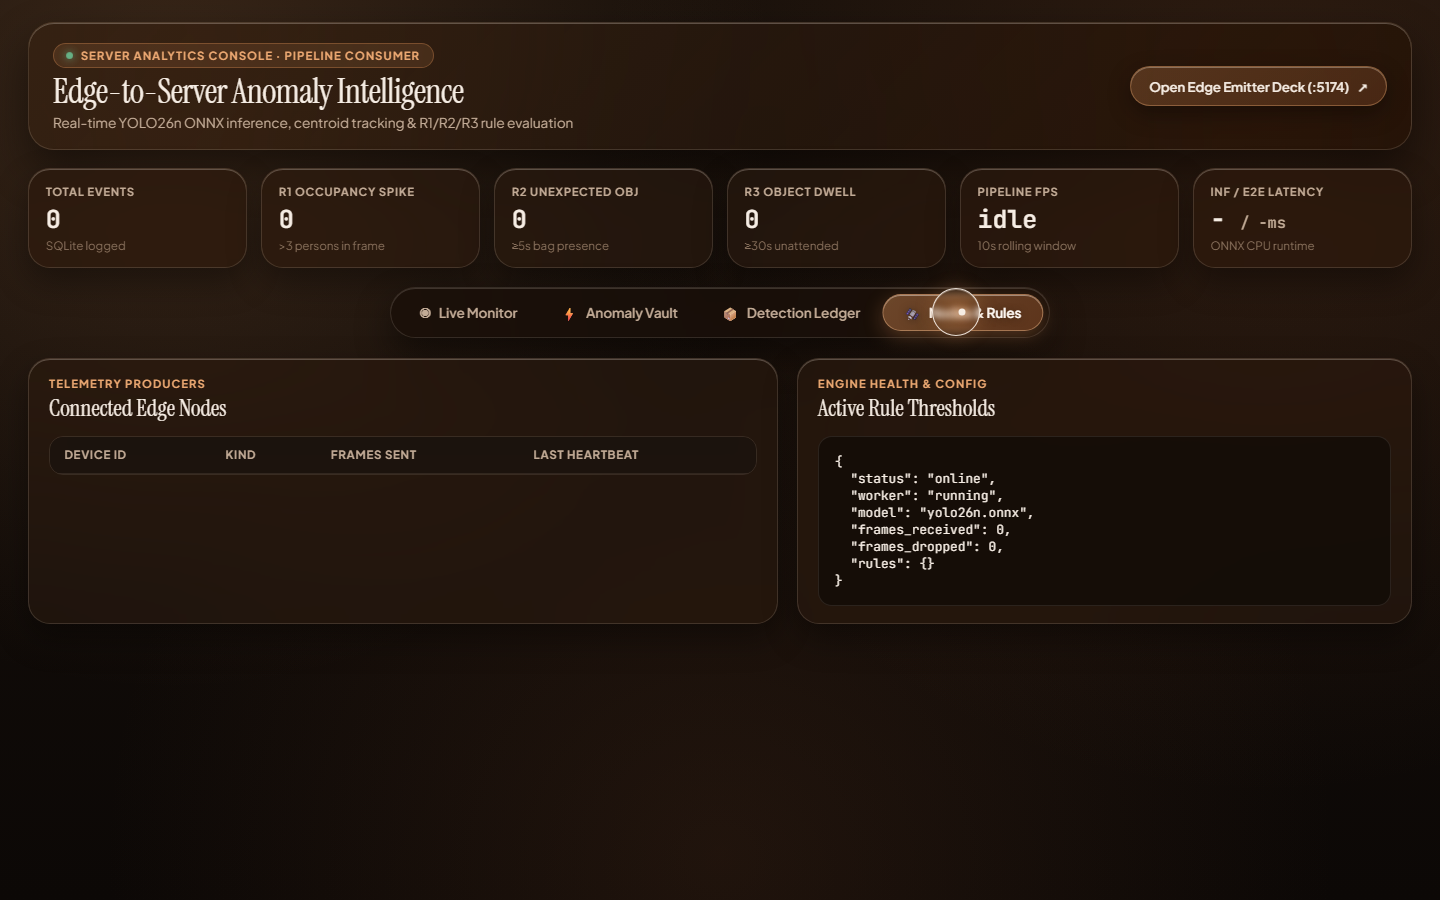 SERVER ANALYTICS CONSOLE · PIPELINE CONSUMER
Edge-to-Server Anomaly Intelligence
Real-time YOLO26n ONNX inference, centroid tracking & R1/R2/R3 rule evaluation
Open Edge Emitter Deck (:5174) ↗
TOTAL EVENTS
0
SQLite logged
R1 OCCUPANCY SPIKE
0
>3 persons in frame
R2 UNEXPECTED OBJ
0
≥5s bag presence
R3 OBJECT DWELL
0
≥30s unattended
PIPELINE FPS
idle
10s rolling window
INF / E2E LATENCY
- / -ms
ONNX CPU runtime
Live Monitor
Anomaly Vault
Detection Ledger
& Rules
TELEMETRY PRODUCERS
Connected Edge Nodes
DEVICE ID KIND FRAMES SENT LAST HEARTBEAT
ENGINE HEALTH & CONFIG
Active Rule Thresholds
{
"status": "online",
"worker": "running",
"model": "yolo26n.onnx",
"frames_received": 0,
"frames_dropped": 0,
"rules": {}
}